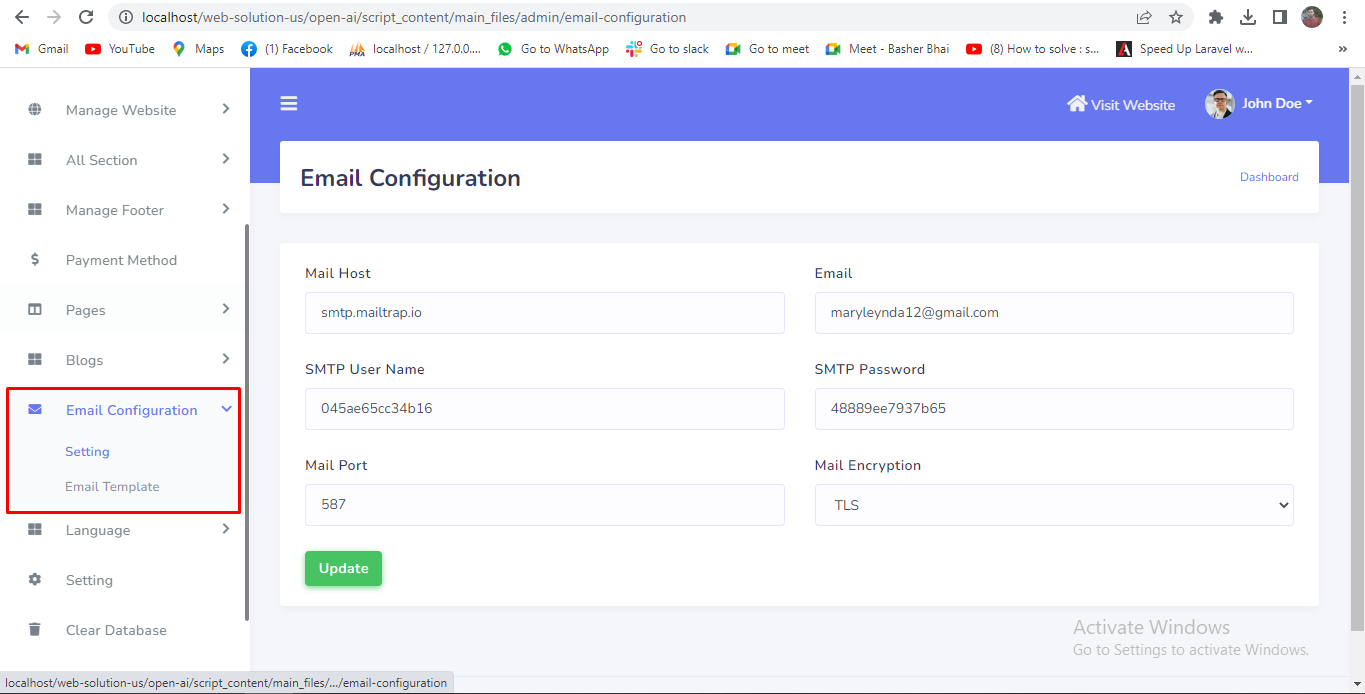 localhost/web-solution-us/open-ai/script_content/main_files/admin/email-configuration
Gmail YouTube Maps (1) Facebook localhost / 127.0.0.... Go to WhatsApp Go to slack Go to meet Meet - Basher Bhai (8) How to solve : s... Speed Up Laravel w... »
Manage Website
All Section
Manage Footer
Payment Method
Pages
Blogs
Email Configuration
Setting
Email Template
Language
Setting
Clear Database
Visit Website John Doe
Email Configuration Dashboard
Mail Host Email
smtp.mailtrap.io maryleynda12@gmail.com
SMTP User Name SMTP Password
045ae65cc34b16 48889ee7937b65
Mail Port Mail Encryption
587 TLS
Update
Activate Windows
Go to Settings to activate Windows.
localhost/web-solution-us/open-ai/script_content/main_files/.../email-configuration